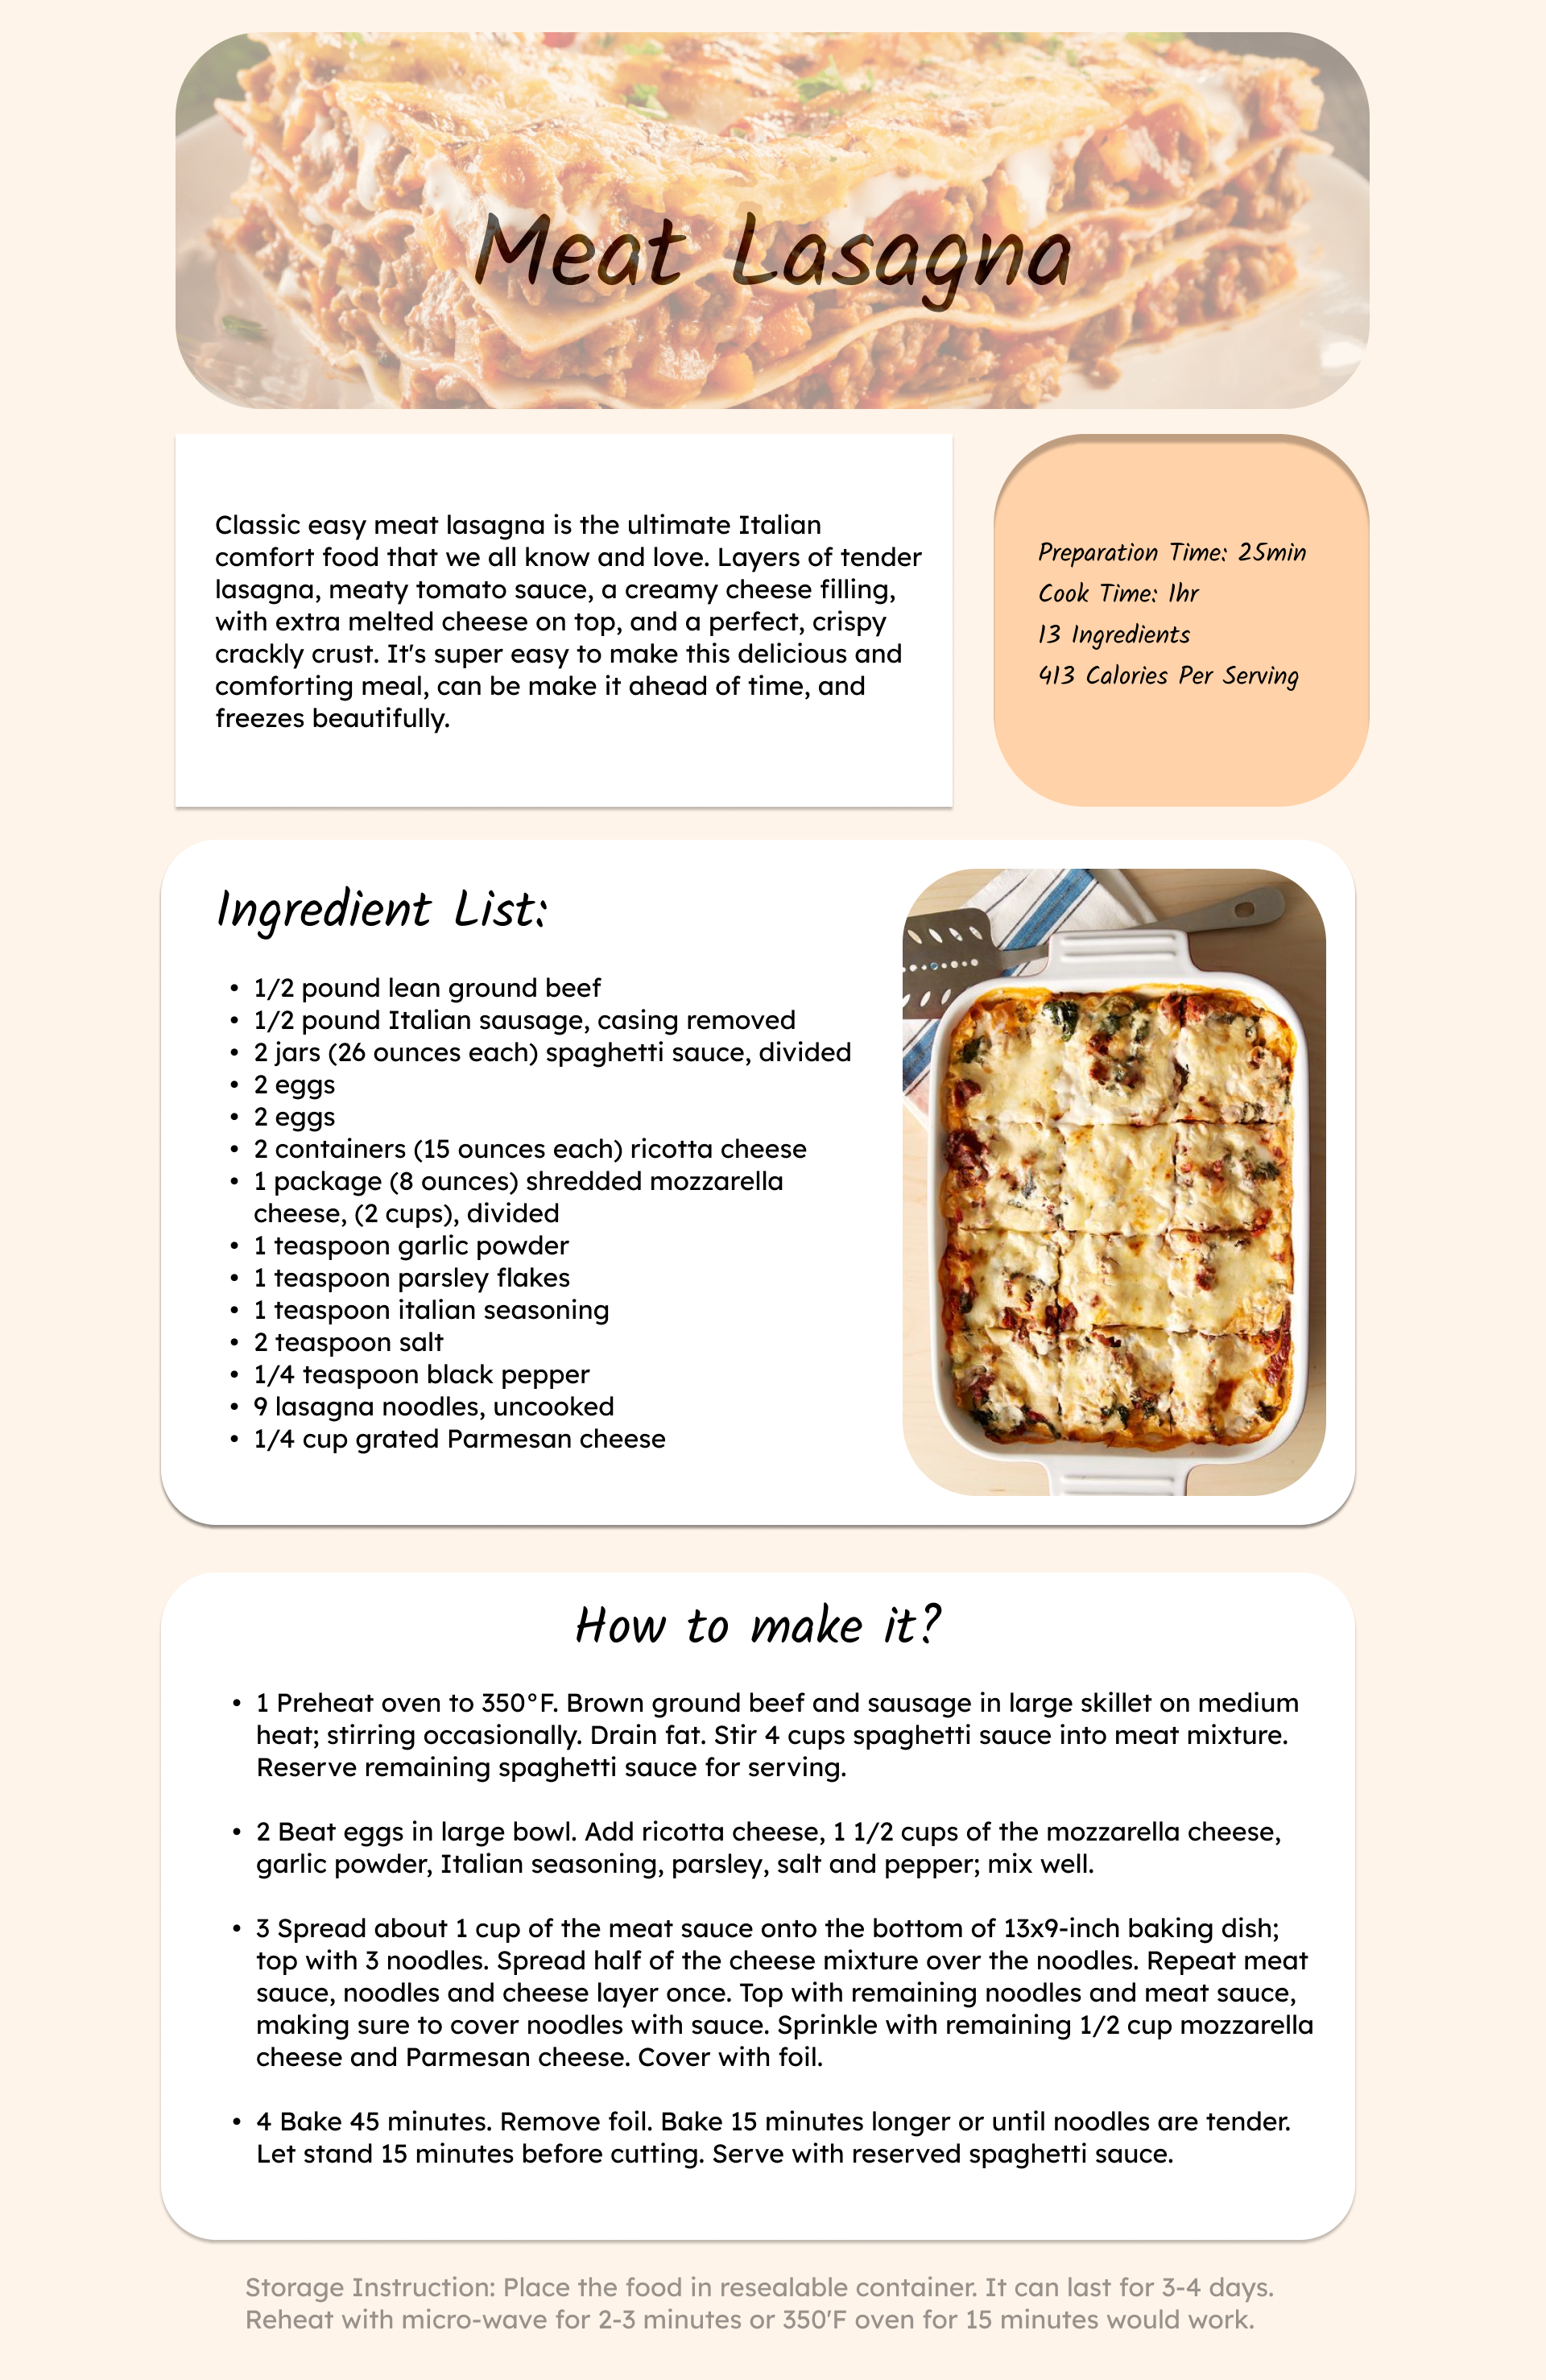 Meat Lasagna
Classic easy meat lasagna is the ultimate Italian
comfort food that we all know and love. Layers of tender
lasagna, meaty tomato sauce, a creamy cheese filling,
with extra melted cheese on top, and a perfect, crispy
crackly crust. It's super easy to make this delicious and
comforting meal, can be make it ahead of time, and
freezes beautifully.
Preparation Time: 25min
Cook Time: 1hr
13 Ingredients
413 Calories Per Serving
Ingredient List:
• 1/2 pound lean ground beef
• 1/2 pound Italian sausage, casing removed
• 2 jars (26 ounces each) spaghetti sauce, divided
• 2 eggs
• 2 eggs
• 2 containers (15 ounces each) ricotta cheese
• 1 package (8 ounces) shredded mozzarella
cheese, (2 cups), divided
• 1 teaspoon garlic powder
• 1 teaspoon parsley flakes
• 1 teaspoon italian seasoning
• 2 teaspoon salt
• 1/4 teaspoon black pepper
• 9 lasagna noodles, uncooked
• 1/4 cup grated Parmesan cheese
How to make it?
• 1 Preheat oven to 350°F. Brown ground beef and sausage in large skillet on medium
heat; stirring occasionally. Drain fat. Stir 4 cups spaghetti sauce into meat mixture.
Reserve remaining spaghetti sauce for serving.
• 2 Beat eggs in large bowl. Add ricotta cheese, 1 1/2 cups of the mozzarella cheese,
garlic powder, Italian seasoning, parsley, salt and pepper; mix well.
• 3 Spread about 1 cup of the meat sauce onto the bottom of 13x9-inch baking dish;
top with 3 noodles. Spread half of the cheese mixture over the noodles. Repeat meat
sauce, noodles and cheese layer once. Top with remaining noodles and meat sauce,
making sure to cover noodles with sauce. Sprinkle with remaining 1/2 cup mozzarella
cheese and Parmesan cheese. Cover with foil.
• 4 Bake 45 minutes. Remove foil. Bake 15 minutes longer or until noodles are tender.
Let stand 15 minutes before cutting. Serve with reserved spaghetti sauce.
Storage Instruction: Place the food in resealable container. It can last for 3-4 days.
Reheat with micro-wave for 2-3 minutes or 350'F oven for 15 minutes would work.